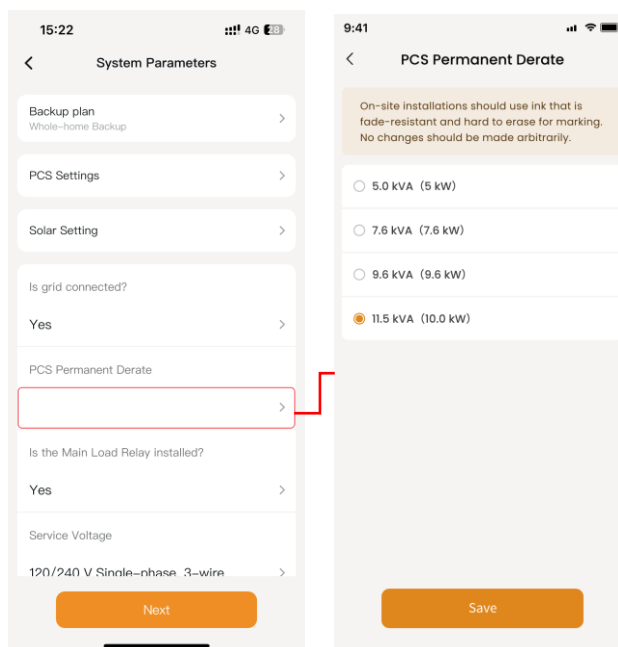 15:22
4G 28
System Parameters
Backup plan
Whole-home Backup
PCS Settings
Solar Setting
Is grid connected?
Yes
PCS Permanent Derate
Is the Main Load Relay installed?
Yes
Service Voltage
120/240 V Single-phase 3-wire
Next
9:41
PCS Permanent Derate
On-site installations should use ink that is
fade-resistant and hard to erase for marking.
No changes should be made arbitrarily.
5.0 kVA (5 kW)
7.6 kVA (7.6 kW)
9.6 kVA (9.6 kW)
11.5 kVA (10.0 kW)
Save